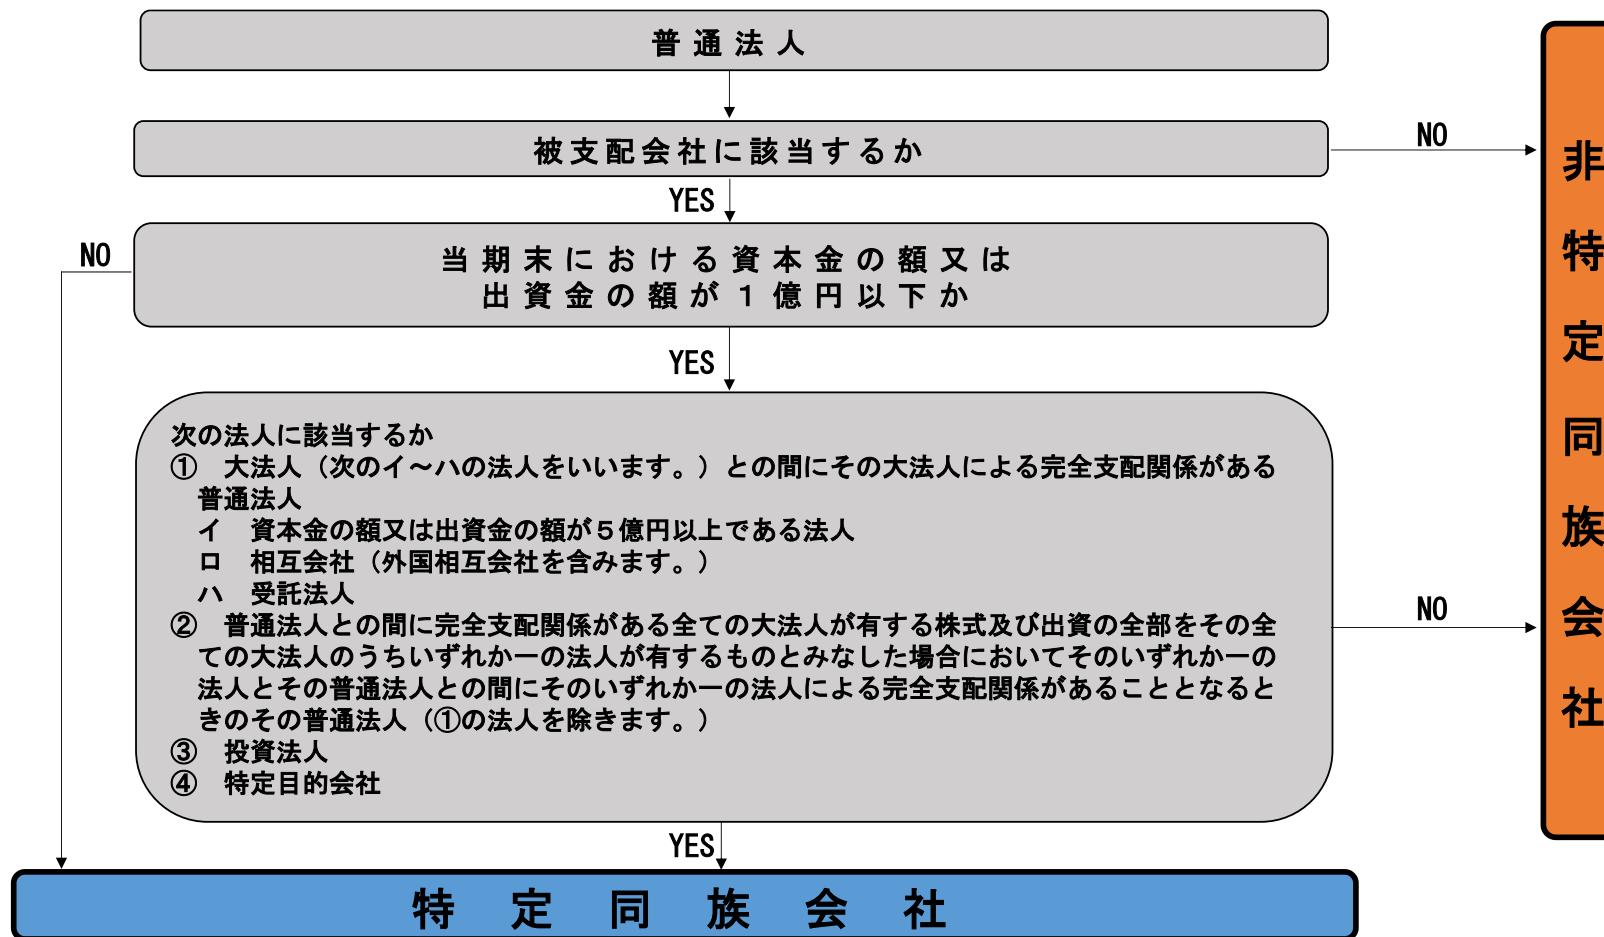 普通法人
被支配会社に該当するか
NO
YES
NO
当期末における資本金の額又は
出資金の額が１億円以下か
YES
次の法人に該当するか
①　大法人（次のイ～ハの法人をいいます。）との間にその大法人による完全支配関係がある
普通法人
イ　資本金の額又は出資金の額が５億円以上である法人
ロ　相互会社（外国相互会社を含みます。）
ハ　受託法人
②　普通法人との間に完全支配関係がある全ての大法人が有する株式及び出資の全部をその全
ての大法人のうちいずれか一の法人が有するものとみなした場合においてそのいずれか一の
法人とその普通法人との間にそのいずれか一の法人による完全支配関係があることとなると
きのその普通法人（①の法人を除きます。）
③　投資法人
④　特定目的会社
NO
YES
特定同族会社
非特定同族会社